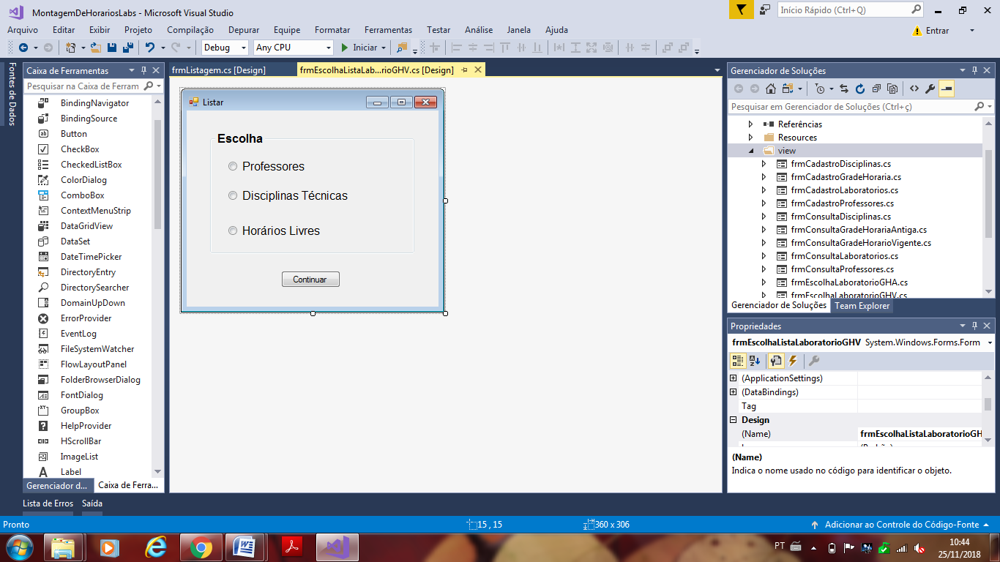 MontagemDeHorariosLabs - Microsoft Visual Studio
Início Rápido (Ctrl+Q)
Arquivo Editar Exibir Projeto Compilação Depurar Equipe Formatar Ferramentas Testar Análise Janela Ajuda
Entrar
Debug Any CPU Iniciar
Fontes de Dados
Caixa de Ferramentas
Pesquisar na Caixa de Ferram
BindingNavigator
BindingSource
Button
CheckBox
CheckedListBox
ColorDialog
ComboBox
ContextMenuStrip
DataGridView
DataSet
DateTimePicker
DirectoryEntry
DirectorySearcher
DomainUpDown
ErrorProvider
EventLog
FileSystemWatcher
FlowLayoutPanel
FolderBrowserDialog
FontDialog
GroupBox
HelpProvider
HScrollBar
ImageList
Label
Gerenciador d... Caixa de Ferra...
frmListagem.cs [Design] frmEscolhaListaLab...rioGHV.cs [Design]
Listar
Escolha
Professores
Disciplinas Técnicas
Horários Livres
Continuar
Gerenciador de Soluções
Pesquisar em Gerenciador de Soluções (Ctrl+ç)
Referências
Resources
view
frmCadastroDisciplinas.cs
frmCadastroGradeHoraria.cs
frmCadastroLaboratorios.cs
frmCadastroProfessores.cs
frmConsultaDisciplinas.cs
frmConsultaGradeHorariaAntiga.cs
frmConsultaGradeHorarioVigente.cs
frmConsultaLaboratorios.cs
frmConsultaProfessores.cs
frmEscolhaLaboratorioGHA.cs
frmEscolhaLaboratorioGHV.cs
Gerenciador de Soluções Team Explorer
Propriedades
frmEscolhaListaLaboratorioGHV System.Windows.Forms.Form
(ApplicationSettings)
(DataBindings)
Tag
Design
(Name) frmEscolhaListaLaboratorioGH
(Name)
Indica o nome usado no código para identificar o objeto.
Lista de Erros Saída
Pronto 15 , 15 360 x 306 Adicionar ao Controle do Código-Fonte
PT 10:44
25/11/2018